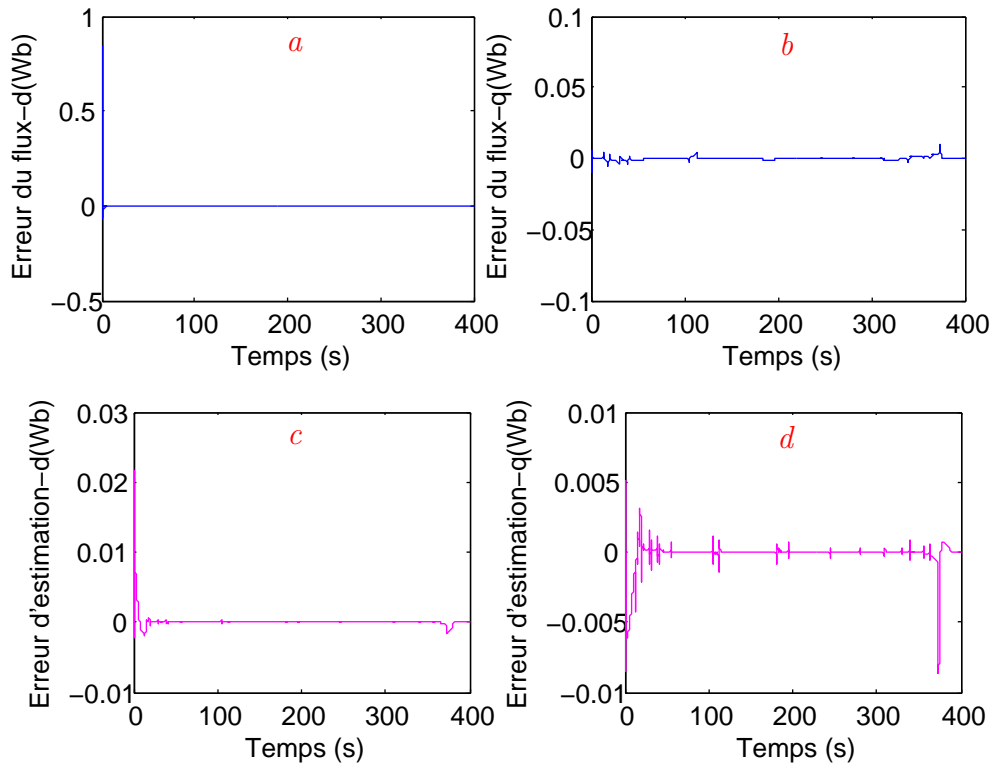 a
Erreur du flux−d(Wb)
1
0.5
0
−0.5
0 100 200 300 400
Temps (s)
b
Erreur du flux−q(Wb)
0.1
0.05
0
−0.05
−0.1
0 100 200 300 400
Temps (s)
c
Erreur d'estimation−d(Wb)
0.03
0.02
0.01
0
−0.01
0 100 200 300 400
Temps (s)
d
Erreur d'estimation−q(Wb)
0.01
0.005
0
−0.005
−0.01
0 100 200 300 400
Temps (s)